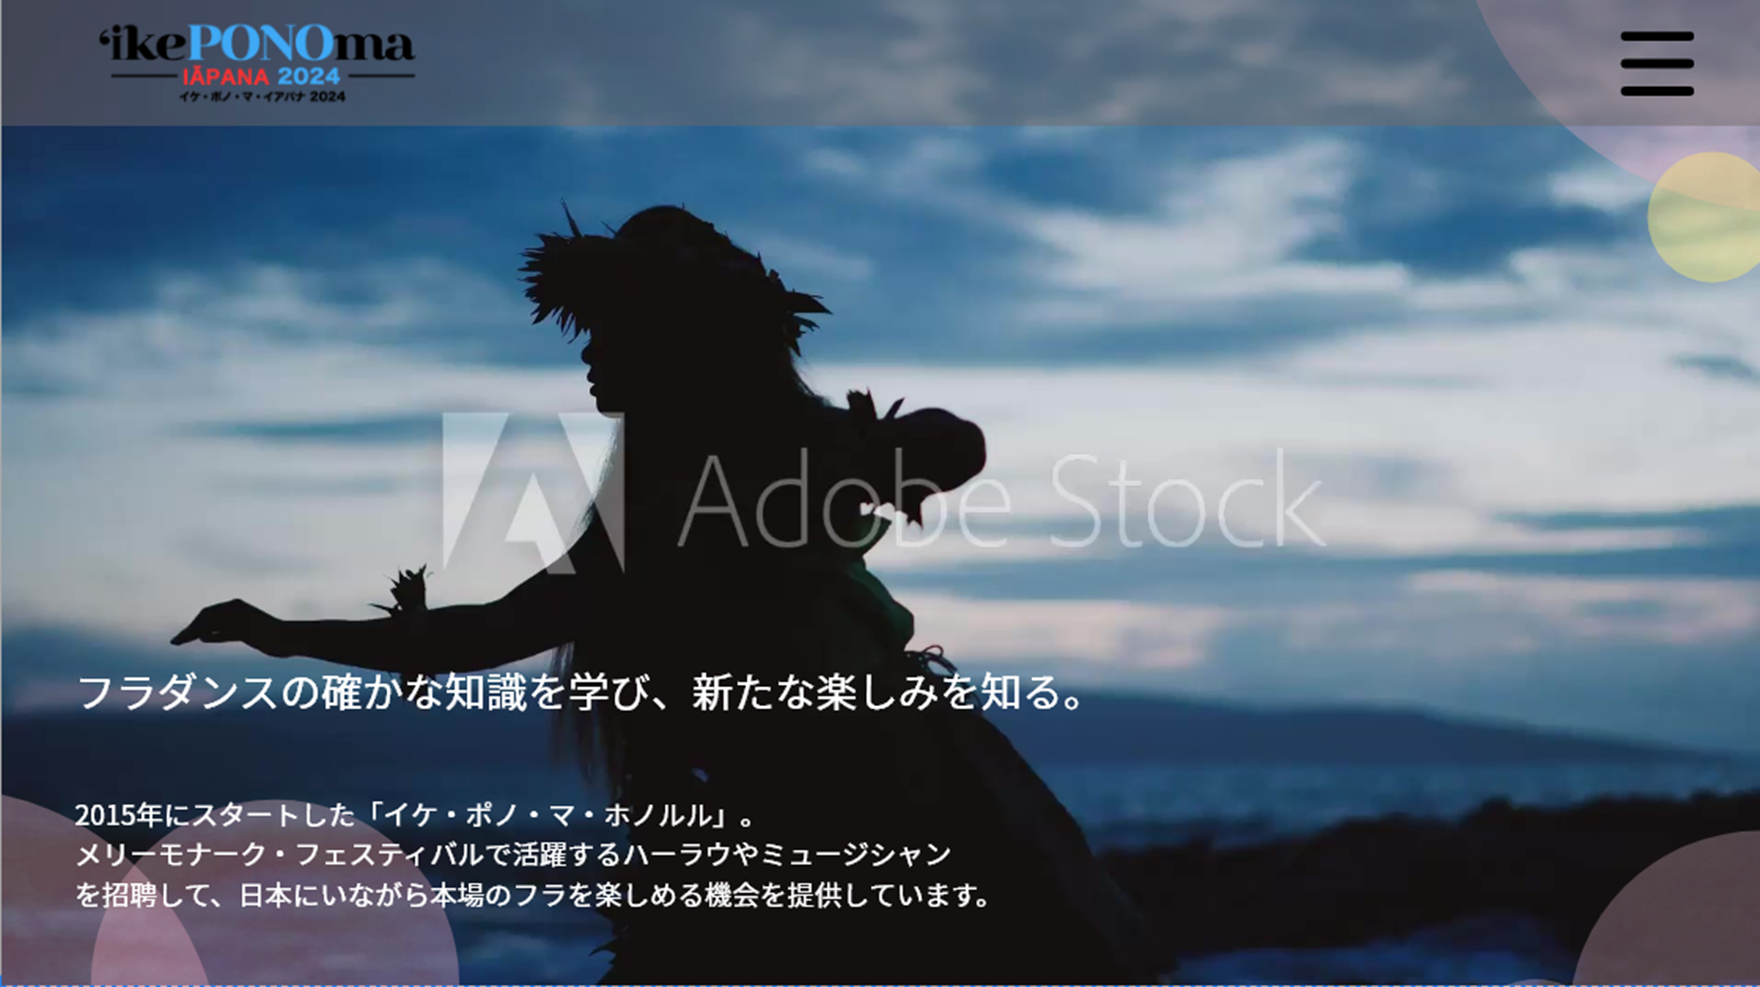 ʻikePONOma
IĀPANA 2024
イケ・ポノ・マ・イアパナ 2024
Adobe Stock
フラダンスの確かな知識を学び、新たな楽しみを知る。
2015年にスタートした「イケ・ポノ・マ・ホノルル」。
メリーモナーク・フェスティバルで活躍するハーラウやミュージシャン
を招聘して、日本にいながら本場のフラを楽しめる機会を提供しています。